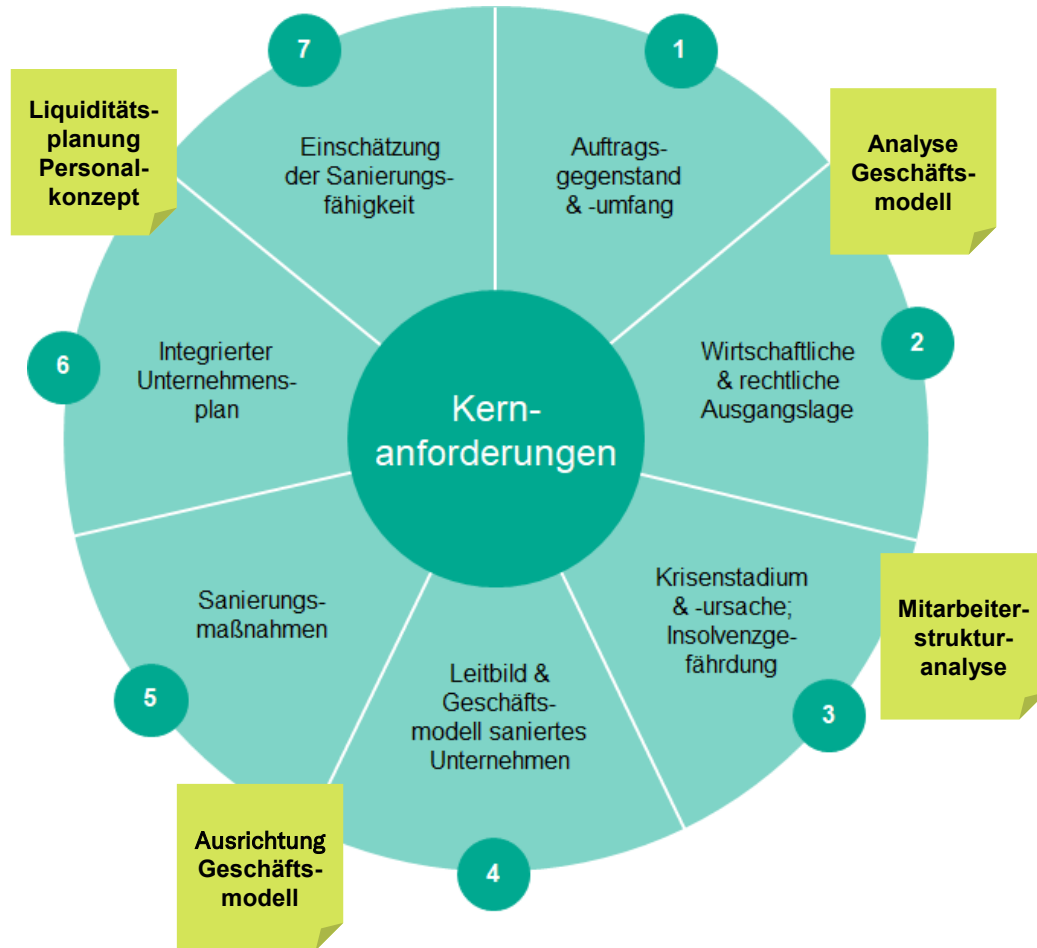 7
1
Liquiditäts-
planung
Personal-
konzept
Einschätzung
der Sanierungs-
fähigkeit
Auftrags-
gegenstand
& -umfang
Analyse
Geschäfts-
modell
6
Integrierter
Unternehmens-
plan
Kern-
anforderungen
Wirtschaftliche
& rechtliche
Ausgangslage
2
Sanierungs-
maßnahmen
5
Leitbild &
Geschäfts-
modell saniertes
Unternehmen
4
Krisenstadium
& -ursache;
Insolvenzge-
fährdung
3
Mitarbeiter-
struktur-
analyse
Ausrichtung
Geschäfts-
modell